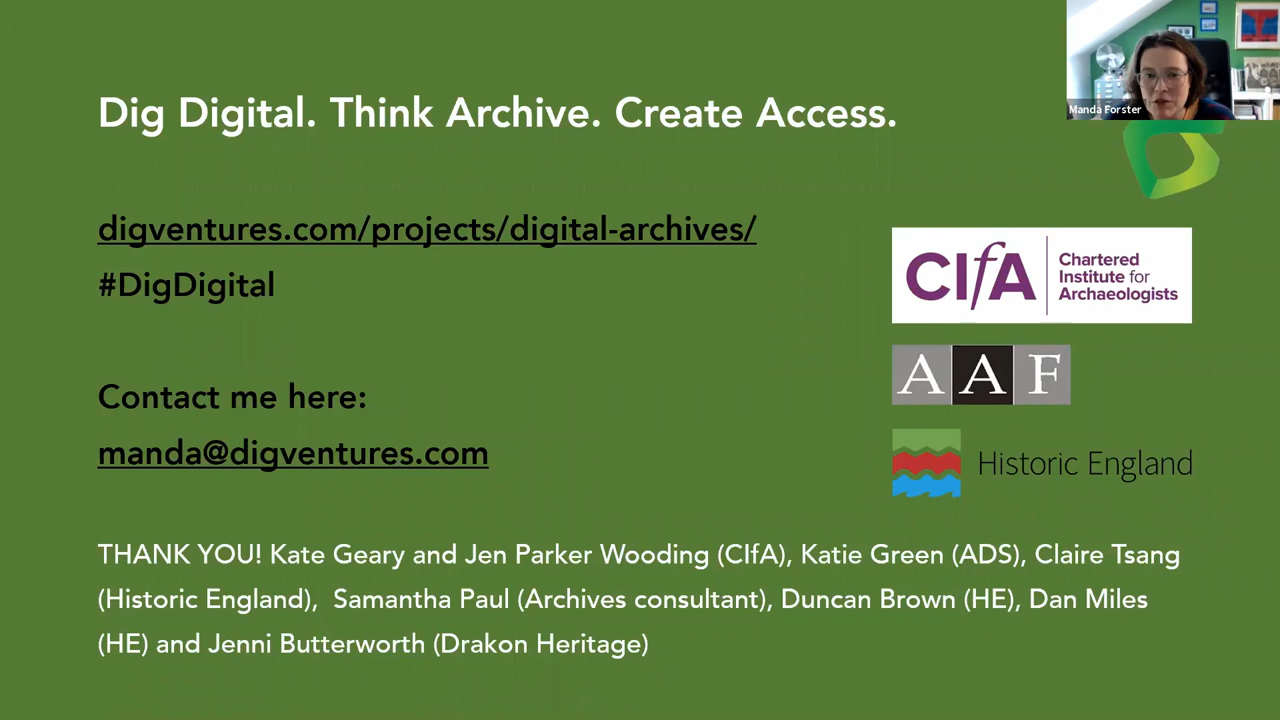 Dig Digital. Think Archive. Create Access.
Manda Forster
digventures.com/projects/digital-archives/
#DigDigital
CIfA Chartered
Institute for
Archaeologists
AAF
Contact me here:
manda@digventures.com
Historic England
THANK YOU! Kate Geary and Jen Parker Wooding (CIfA), Katie Green (ADS), Claire Tsang
(Historic England), Samantha Paul (Archives consultant), Duncan Brown (HE), Dan Miles
(HE) and Jenni Butterworth (Drakon Heritage)